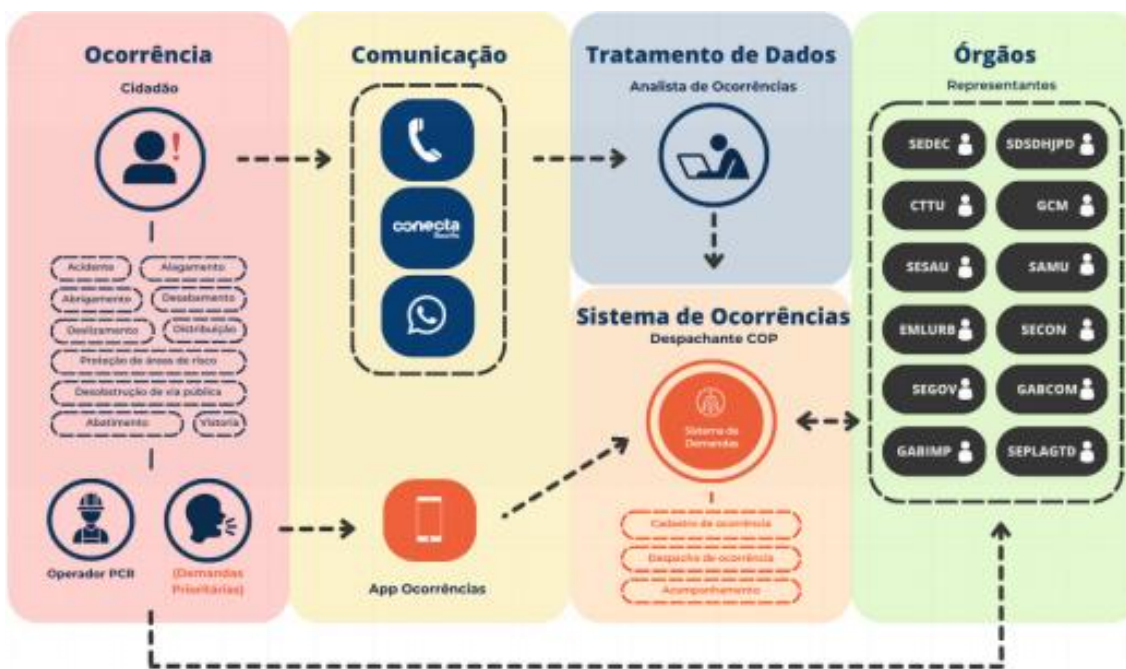 Ocorrência
Cidadão
!
Acidente
Alagamento
Abrigamento
Desabamento
Deslizamento
Distribuição
Proteção de áreas de risco
Desobstrução de via pública
Abatimento
Vistoria
Operador PCR
(Demandas
Prioritárias)
Comunicação
conecta
Recife
App Ocorrências
Tratamento de Dados
Analista de Ocorrências
Sistema de Ocorrências
Despachante COP
Sistema de
Demandas
Cadastro de ocorrência
Despacho de ocorrência
Acompanhamento
Órgãos
Representantes
SEDEC
SDSDHJPD
CTTU
GCM
SESAU
SAMU
EMLURB
SECON
SEGOV
GABCOM
GABIMP
SEPLAGTD